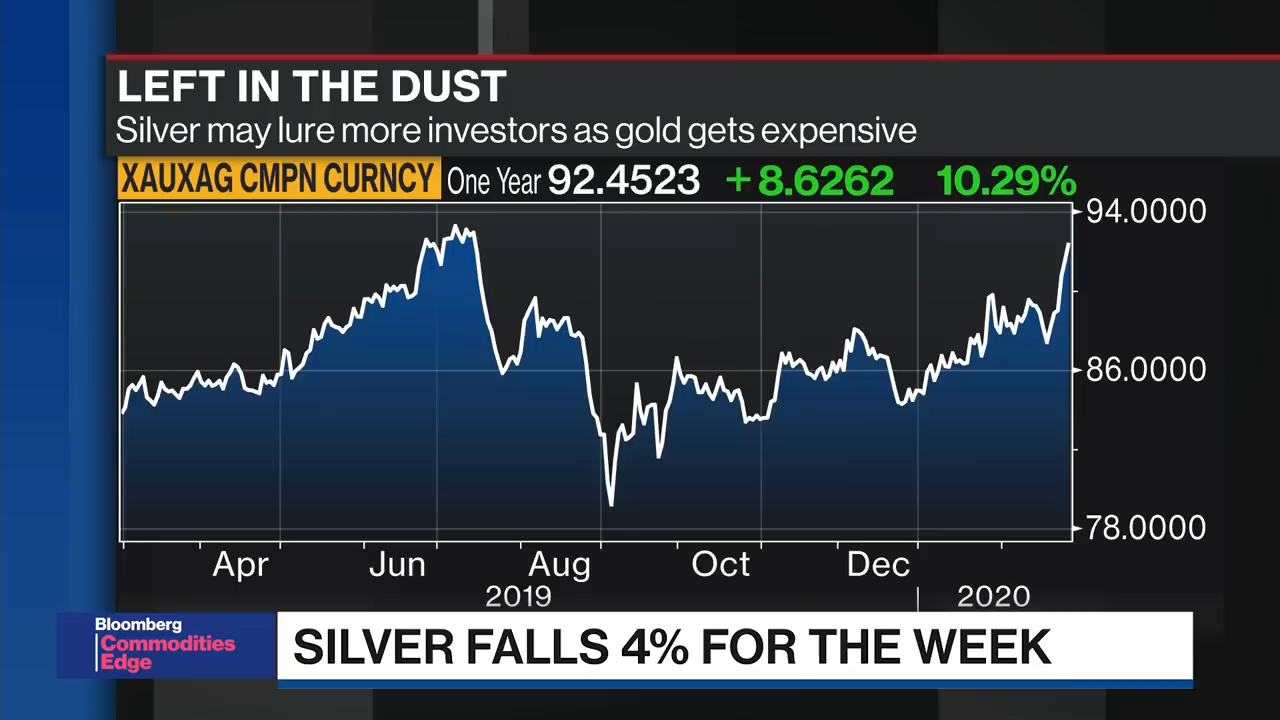 LEFT IN THE DUST
Silver may lure more investors as gold gets expensive
XAUXAG CMPN CURNCY One Year 92.4523 +8.6262 10.29%
94.0000
86.0000
78.0000
Apr Jun Aug Oct Dec
2019 2020
Bloomberg
Commodities
Edge
SILVER FALLS 4% FOR THE WEEK